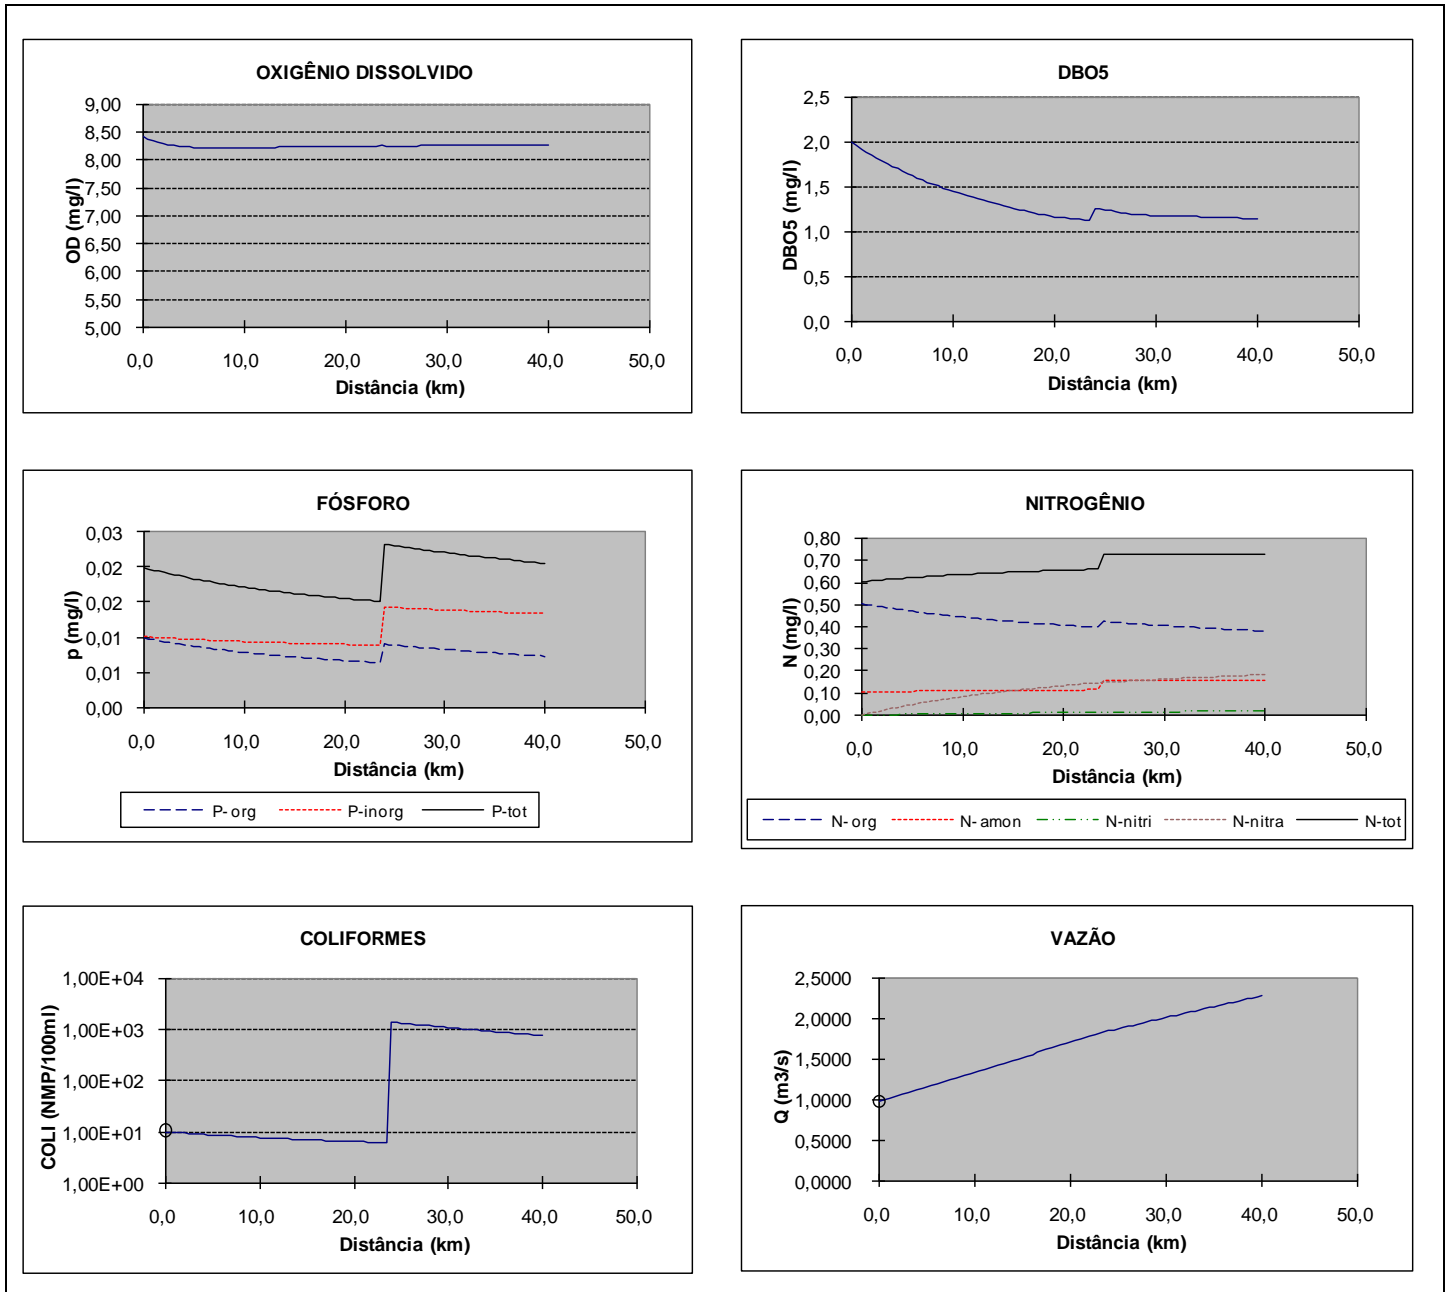 OXIGÊNIO DISSOLVIDO
OD (mg/l)
9,00
8,50
8,00
7,50
7,00
6,50
6,00
5,50
5,00
0,0 10,0 20,0 30,0 40,0 50,0
Distância (km)
DBO5
DBO5 (mg/l)
2,5
2,0
1,5
1,0
0,5
0,0
0,0 10,0 20,0 30,0 40,0 50,0
Distância (km)
FÓSFORO
p (mg/l)
0,03
0,02
0,02
0,01
0,01
0,00
0,0 10,0 20,0 30,0 40,0 50,0
Distância (km)
P-org P-inorg P-tot
NITROGÊNIO
N (mg/l)
0,80
0,70
0,60
0,50
0,40
0,30
0,20
0,10
0,00
0,0 10,0 20,0 30,0 40,0 50,0
Distância (km)
N-org N-amon N-nitri N-nitra N-tot
COLIFORMES
COLI (NMP/100ml)
1,00E+04
1,00E+03
1,00E+02
1,00E+01
1,00E+00
0,0 10,0 20,0 30,0 40,0 50,0
Distância (km)
VAZÃO
Q (m3/s)
2,5000
2,0000
1,5000
1,0000
0,5000
0,0000
0,0 10,0 20,0 30,0 40,0 50,0
Distância (km)